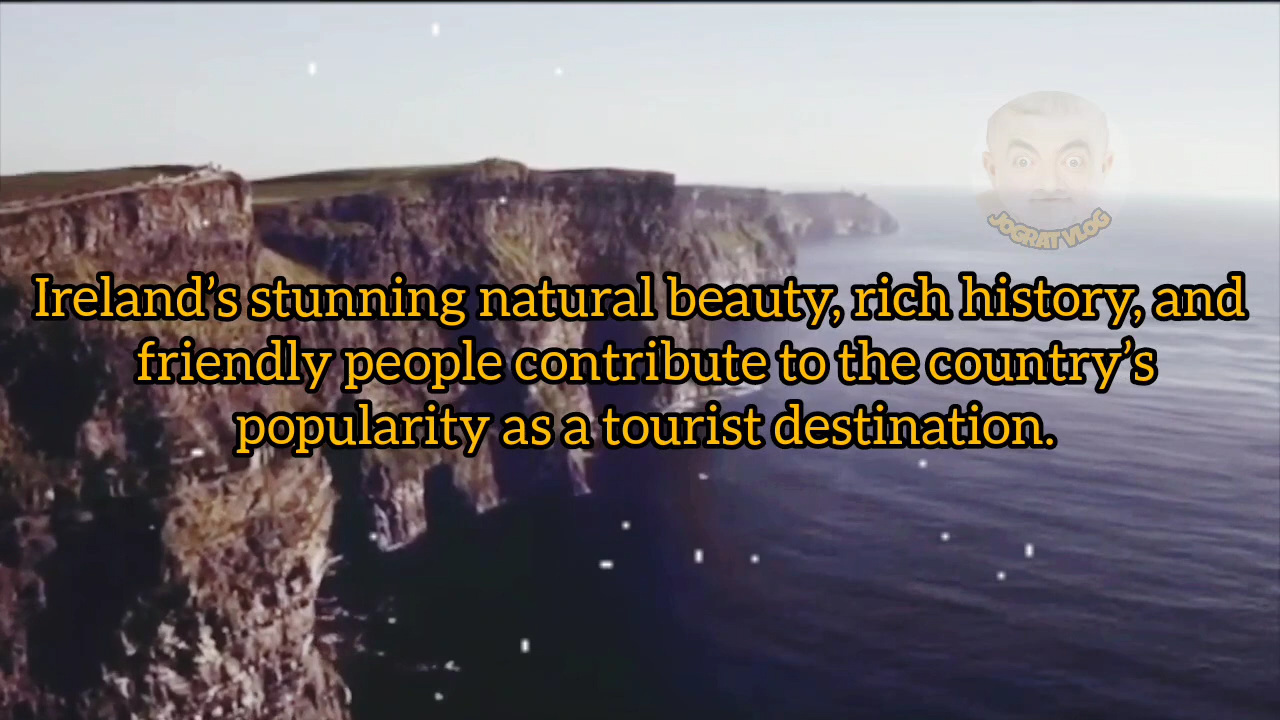 JOGRAT VLOG
Ireland’s stunning natural beauty, rich history, and
friendly people contribute to the country’s
popularity as a tourist destination.